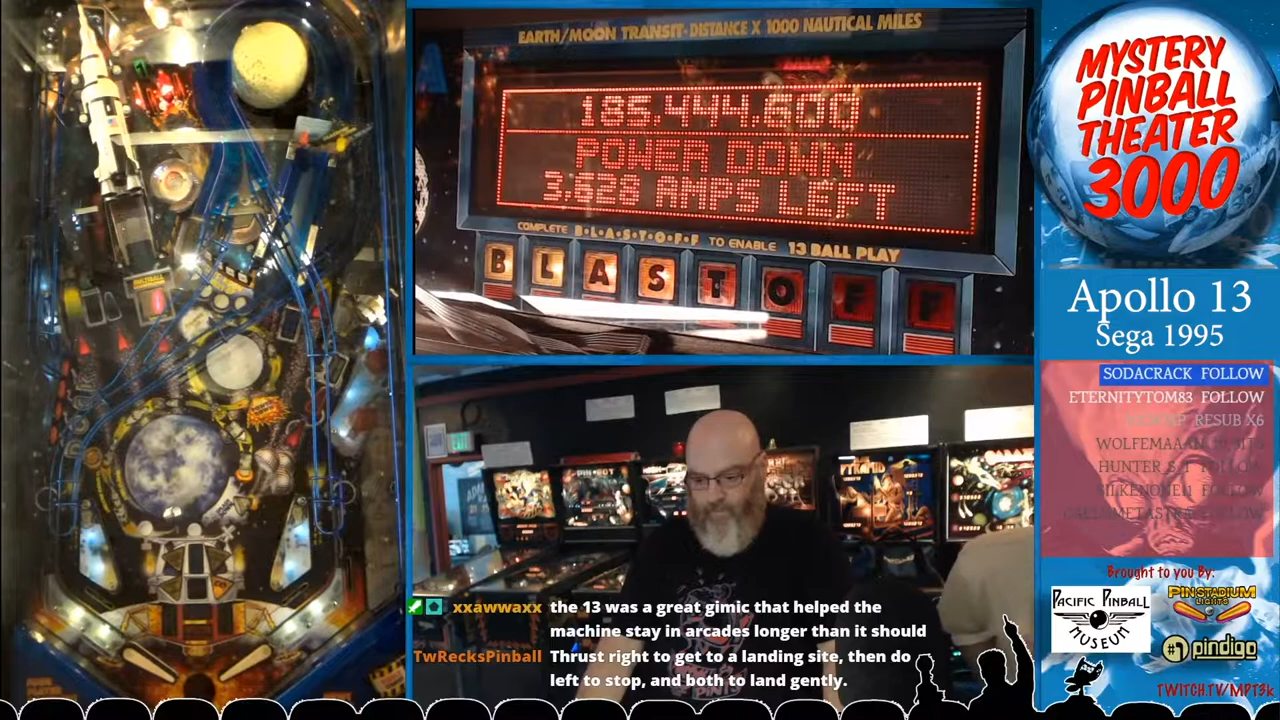 EARTH/MOON TRANSIT-DISTANCE X 1000 NAUTICAL MILES
185,444,600
POWER DOWN
3,628 AMPS LEFT
COMPLETE B•L•A•S•T•O•F•F TO ENABLE 13 BALL PLAY
B L A S T O F F
xxawwaxx the 13 was a great gimic that helped the
machine stay in arcades longer than it should
TwRecksPinball Thrust right to get to a landing site, then do
left to stop, and both to land gently.
MYSTERY
PINBALL
THEATER
3000
Apollo 13
Sega 1995
SODACRACK FOLLOW
ETERNITYTOM83 FOLLOW
RESUB X6
FOLLOW
Brought to you By:
PACIFIC PINBALL
MUSEUM
PINSTADIUM
LIGHTS
#1 pindigo
TWITCH.TV/MPT3K